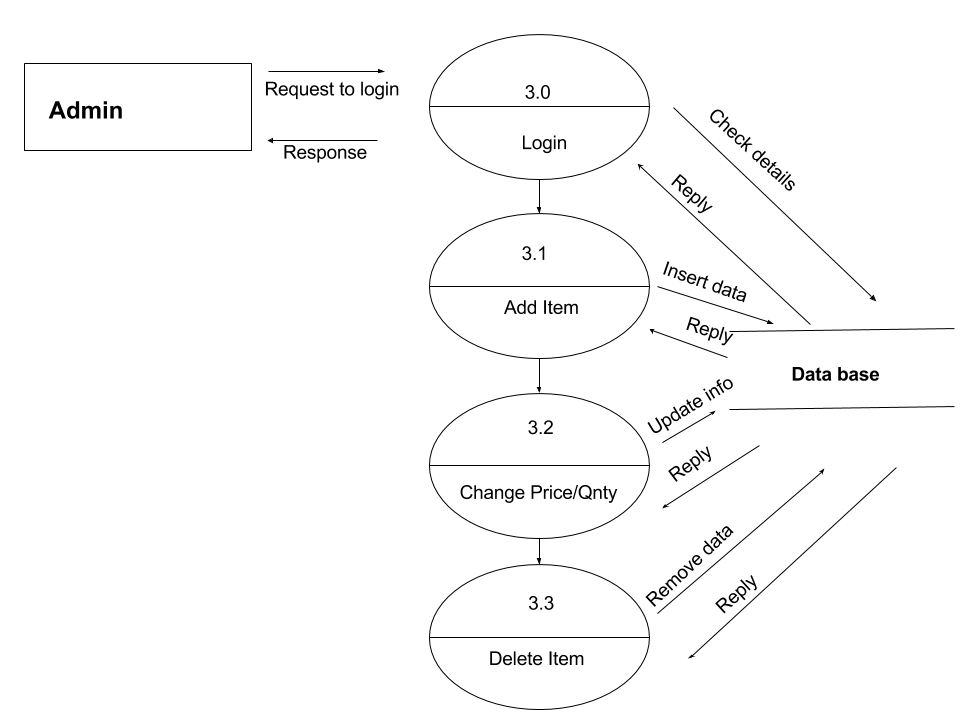 Admin
Request to login
Response
3.0
Login
Check details
Reply
3.1
Add Item
Insert data
Reply
Data base
3.2
Change Price/Qnty
Update info
Reply
3.3
Delete Item
Remove data
Reply